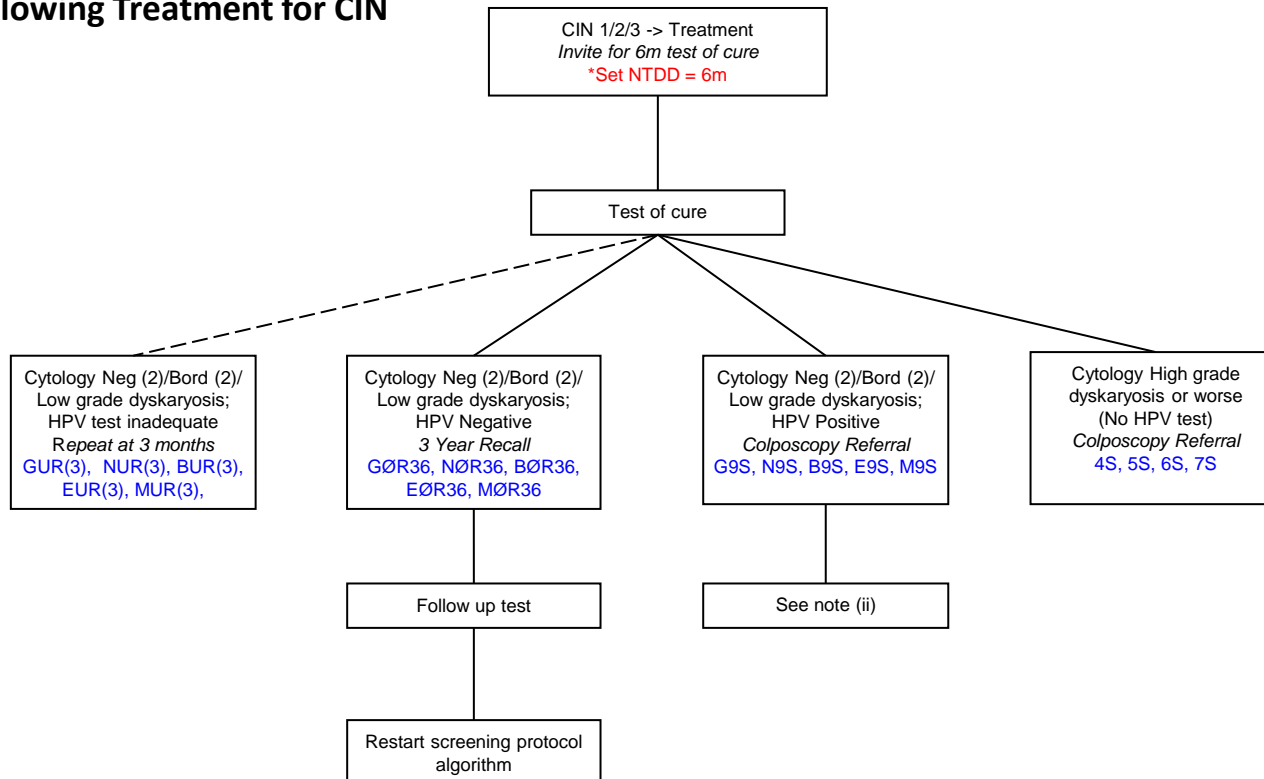 lowing Treatment for CIN
CIN 1/2/3 -> Treatment
Invite for 6m test of cure
*Set NTDD = 6m
Test of cure
Cytology Neg (2)/Bord (2)/
Low grade dyskaryosis;
HPV test inadequate
Repeat at 3 months
GUR(3), NUR(3), BUR(3),
EUR(3), MUR(3),
Cytology Neg (2)/Bord (2)/
Low grade dyskaryosis;
HPV Negative
3 Year Recall
GØR36, NØR36, BØR36,
EØR36, MØR36
Cytology Neg (2)/Bord (2)/
Low grade dyskaryosis;
HPV Positive
Colposcopy Referral
G9S, N9S, B9S, E9S, M9S
Cytology High grade
dyskaryosis or worse
(No HPV test)
Colposcopy Referral
4S, 5S, 6S, 7S
Follow up test
See note (ii)
Restart screening protocol
algorithm